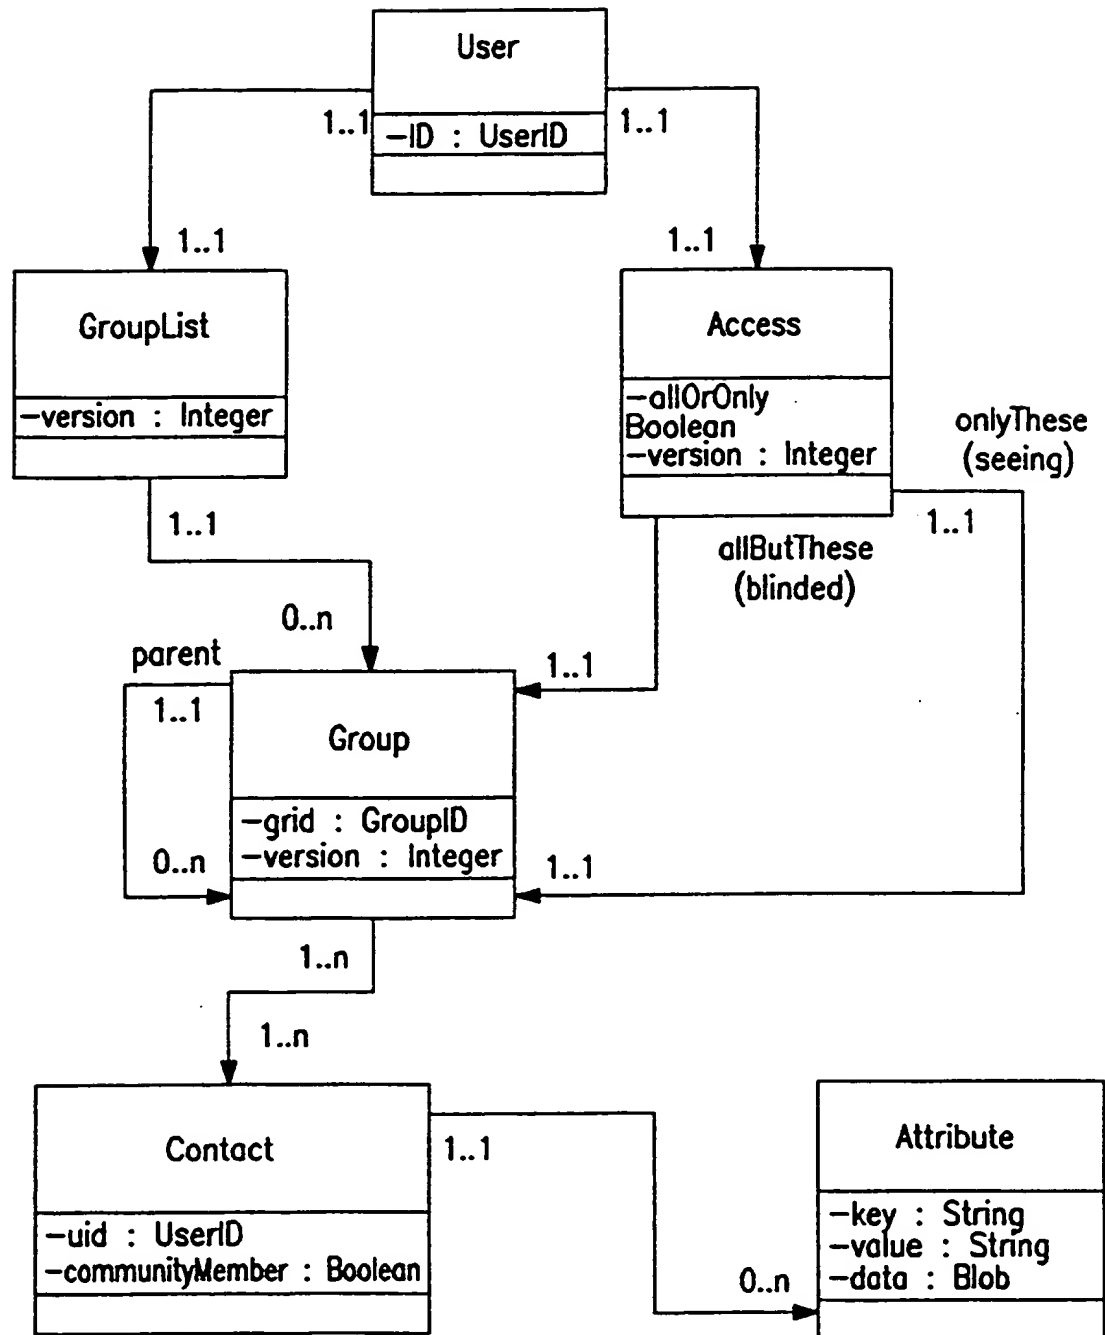 User
1..1
1..1
-ID : UserID
1..1
1..1
GroupList
-version : Integer
Access
-allOrOnly
Boolean
-version : Integer
onlyThese
(seeing)
1..1
1..1
allButThese
(blinded)
0..n
parent
1..1
1..1
Group
-grid : GroupID
-version : Integer
0..n
1..1
1..n
1..n
Contact
-uid : UserID
-communityMember : Boolean
1..1
Attribute
-key : String
-value : String
-data : Blob
0..n